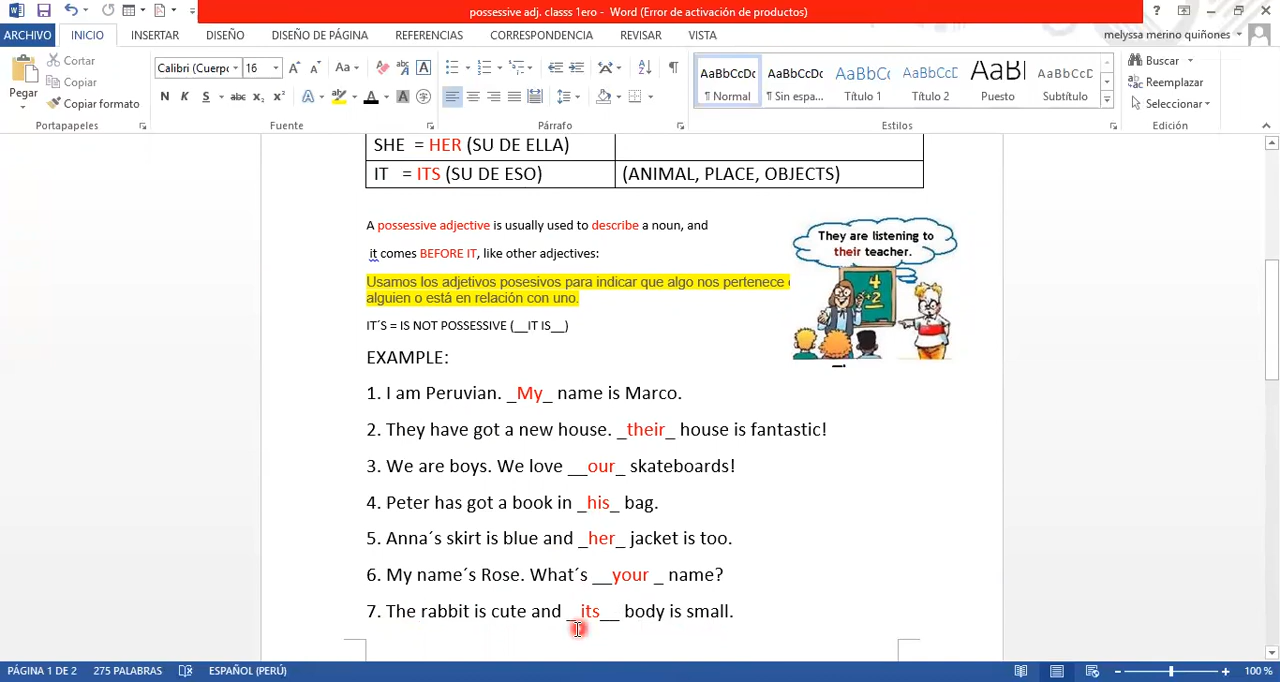 possessive adj. classs 1ero - Word (Error de activación de productos)
ARCHIVO INICIO INSERTAR DISEÑO DISEÑO DE PÁGINA REFERENCIAS CORRESPONDENCIA REVISAR VISTA melyssa merino quiñones
Pegar
Cortar
Copiar
Copiar formato
Portapapeles
Calibri (Cuerpo 16
Fuente
Párrafo
AaBbCcDc AaBbCcDc AaBbCc AaBbCcD AaBl AaBbCcD
¶ Normal ¶ Sin espa... Título 1 Título 2 Puesto Subtítulo
Estilos
Buscar
Reemplazar
Seleccionar
Edición
SHE = HER (SU DE ELLA)
IT = ITS (SU DE ESO) (ANIMAL, PLACE, OBJECTS)
A possessive adjective is usually used to describe a noun, and
it comes BEFORE IT, like other adjectives:
Usamos los adjetivos posesivos para indicar que algo nos pertenece
alguien o está en relación con uno.
IT´S = IS NOT POSSESSIVE (__IT IS__)
They are listening to
their teacher.
4
+2
EXAMPLE:
1. I am Peruvian. _My_ name is Marco.
2. They have got a new house. _their_ house is fantastic!
3. We are boys. We love __our_ skateboards!
4. Peter has got a book in _his_ bag.
5. Anna´s skirt is blue and _her_ jacket is too.
6. My name´s Rose. What´s __your _ name?
7. The rabbit is cute and _its__ body is small.
PÁGINA 1 DE 2 275 PALABRAS ESPAÑOL (PERÚ) 100 %